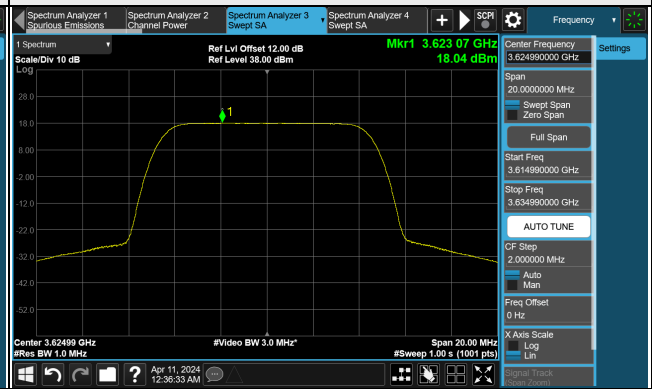 Spectrum Analyzer 1
Spurious Emissions
Spectrum Analyzer 2
Channel Power
Spectrum Analyzer 3
Swept SA
Spectrum Analyzer 4
Swept SA
SCPI
Frequency
Settings
1 Spectrum
Scale/Div 10 dB
Log
Ref Lvl Offset 12.00 dB
Ref Level 38.00 dBm
Mkr1 3.623 07 GHz
18.04 dBm
28.0
18.0
8.00
-2.00
-12.0
-22.0
-32.0
-42.0
-52.0
1
Center 3.62499 GHz
#Res BW 1.0 MHz
#Video BW 3.0 MHz*
Span 20.00 MHz
#Sweep 1.00 s (1001 pts)
Center Frequency
3.624990000 GHz
Span
20.0000000 MHz
Swept Span
Zero Span
Full Span
Start Freq
3.614990000 GHz
Stop Freq
3.634990000 GHz
AUTO TUNE
CF Step
2.000000 MHz
Auto
Man
Freq Offset
0 Hz
X Axis Scale
Log
Lin
Signal Track
(Span Zoom)
Apr 11, 2024
12:36:33 AM